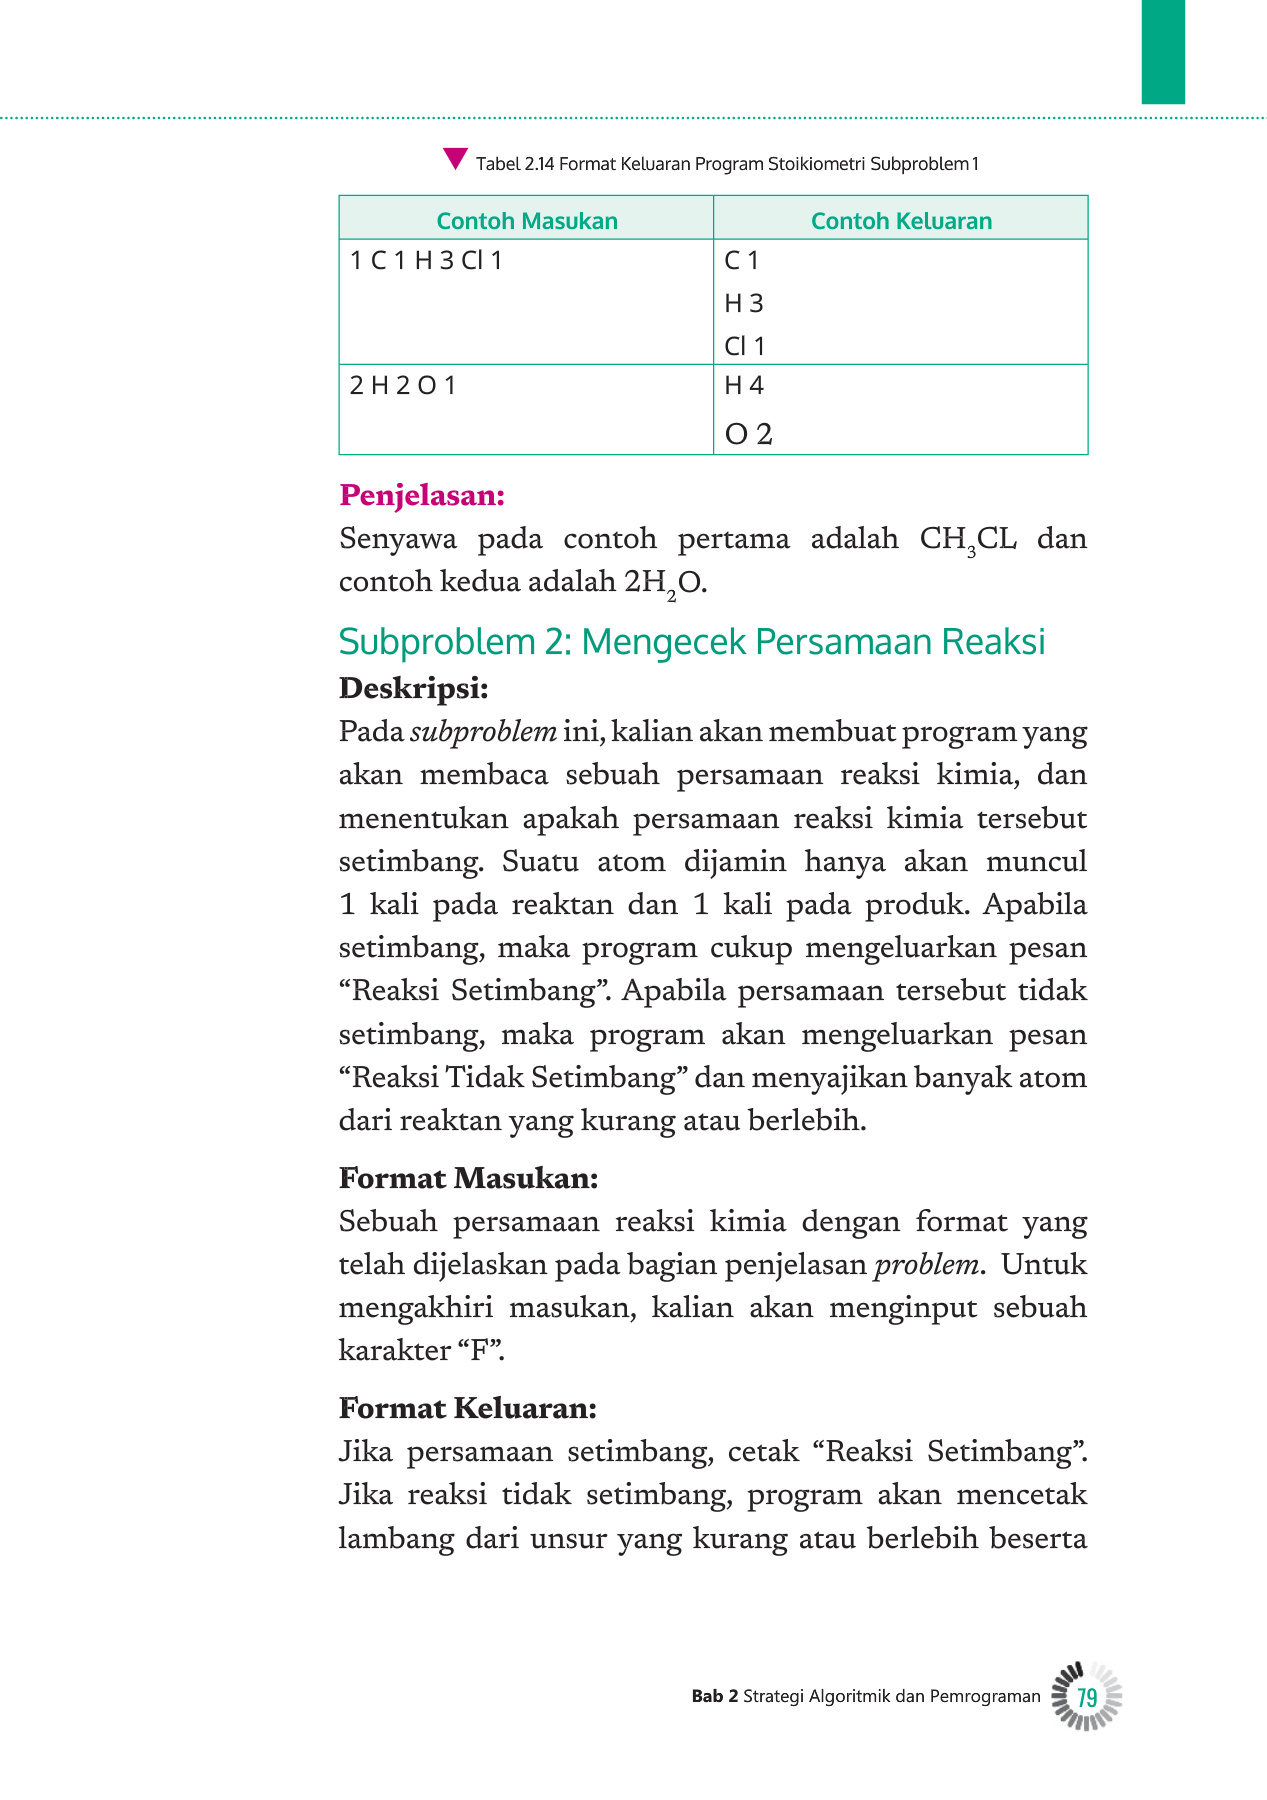 Tabel 2.14 Format Keluaran Program Stoikiometri Subproblem 1
Contoh Masukan Contoh Keluaran
1 C 1 H 3 Cl 1 C 1
H 3
Cl 1
2 H 2 O 1 H 4
O 2
Penjelasan:
Senyawa pada contoh pertama adalah CH3CL dan
contoh kedua adalah 2H2O.
Subproblem 2: Mengecek Persamaan Reaksi
Deskripsi:
Pada subproblem ini, kalian akan membuat program yang
akan membaca sebuah persamaan reaksi kimia, dan
menentukan apakah persamaan reaksi kimia tersebut
setimbang. Suatu atom dijamin hanya akan muncul
1 kali pada reaktan dan 1 kali pada produk. Apabila
setimbang, maka program cukup mengeluarkan pesan
“Reaksi Setimbang”. Apabila persamaan tersebut tidak
setimbang, maka program akan mengeluarkan pesan
“Reaksi Tidak Setimbang” dan menyajikan banyak atom
dari reaktan yang kurang atau berlebih.
Format Masukan:
Sebuah persamaan reaksi kimia dengan format yang
telah dijelaskan pada bagian penjelasan problem. Untuk
mengakhiri masukan, kalian akan menginput sebuah
karakter “F”.
Format Keluaran:
Jika persamaan setimbang, cetak “Reaksi Setimbang”.
Jika reaksi tidak setimbang, program akan mencetak
lambang dari unsur yang kurang atau berlebih beserta
Bab 2 Strategi Algoritmik dan Pemrograman 79